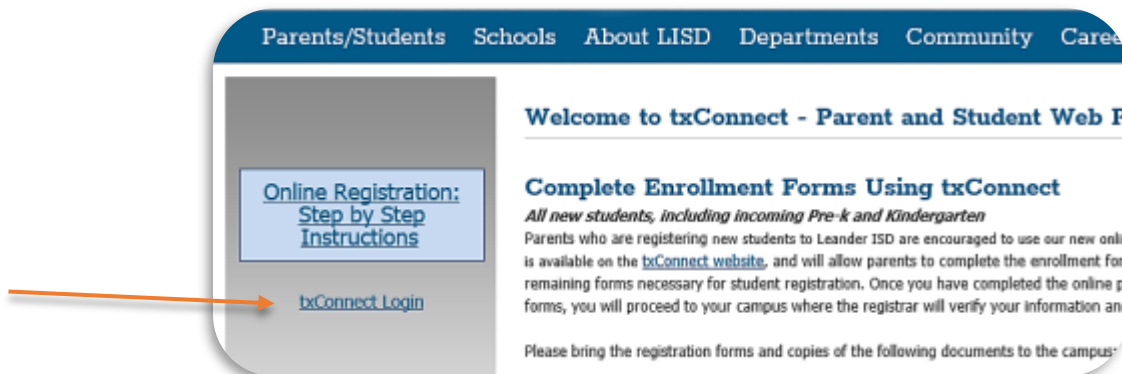 Parents/Students Schools About LISD Departments Community
Online Registration:
Step by Step
Instructions
txConnect Login
Welcome to txConnect - Parent and Student Web
Complete Enrollment Forms Using txConnect
All new students, including incoming Pre-k and Kindergarten
Parents who are registering new students to Leander ISD are encouraged to use our new
is available on the txConnect website, and will allow parents to complete the enrollment
remaining forms necessary for student registration. Once you have completed the online
forms, you will proceed to your campus where the registrar will verify your information
Please bring the registration forms and copies of the following documents to the campus: